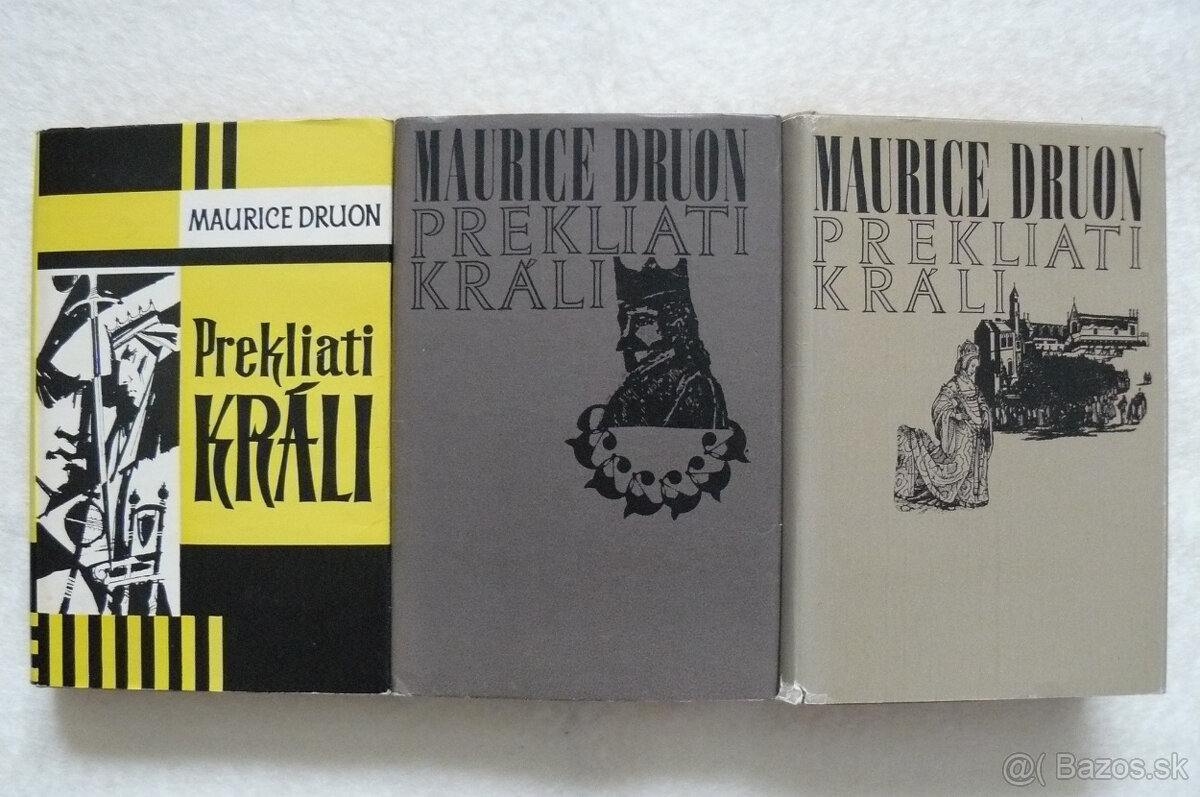 MAURICE DRUON
Prekliati
KRÁLI
MAURICE DRUON
PREKLIATI
KRÁLI
MAURICE DRUON
PREKLIATI
KRÁLI
@( Bazos.sk